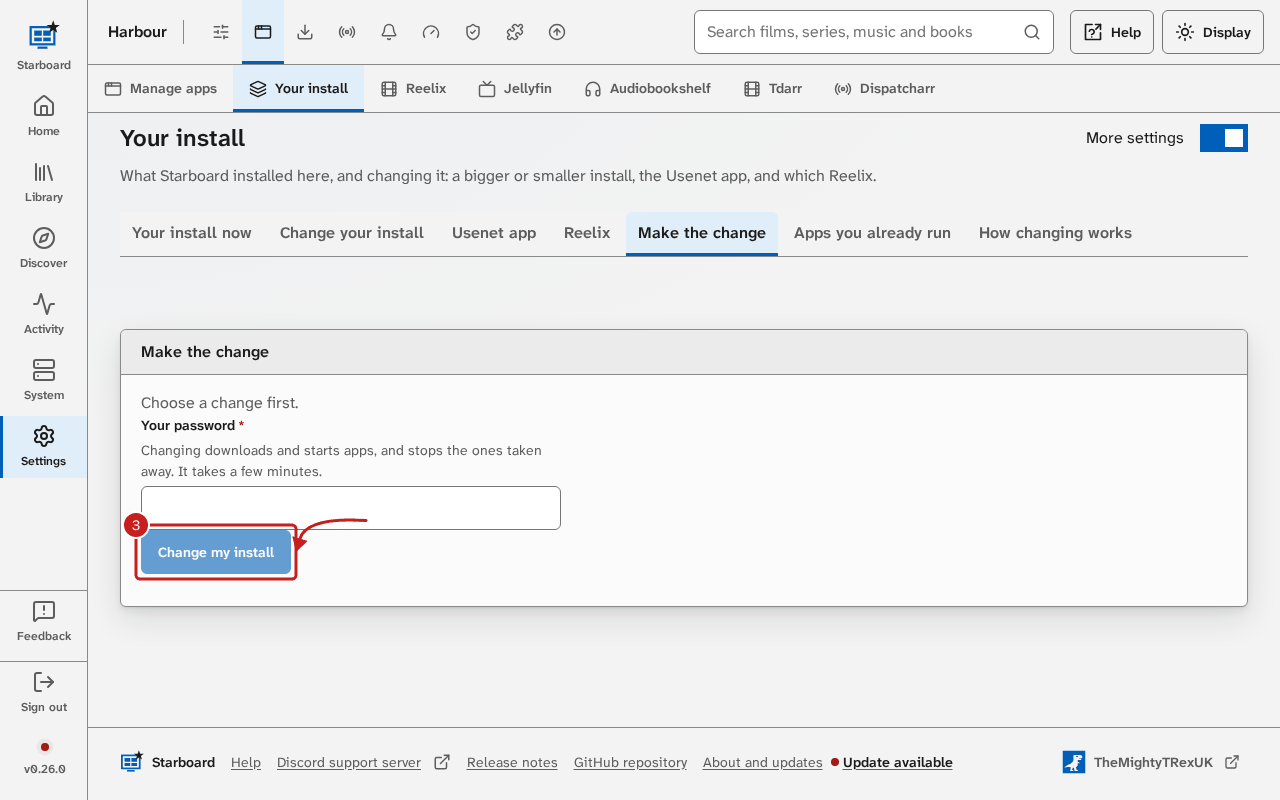 Starboard
Home
Library
Discover
Activity
System
Settings
Feedback
Sign out
v0.26.0
Harbour
Search films, series, music and books
Help
Display
Manage apps
Your install
Reelix
Jellyfin
Audiobookshelf
Tdarr
Dispatcharr
Your install
More settings
What Starboard installed here, and changing it: a bigger or smaller install, the Usenet app, and which Reelix.
Your install now
Change your install
Usenet app
Reelix
Make the change
Apps you already run
How changing works
Make the change
Choose a change first.
Your password *
Changing downloads and starts apps, and stops the ones taken
away. It takes a few minutes.
3
Change my install
Starboard
Help
Discord support server
Release notes
GitHub repository
About and updates
Update available
TheMightyTRexUK